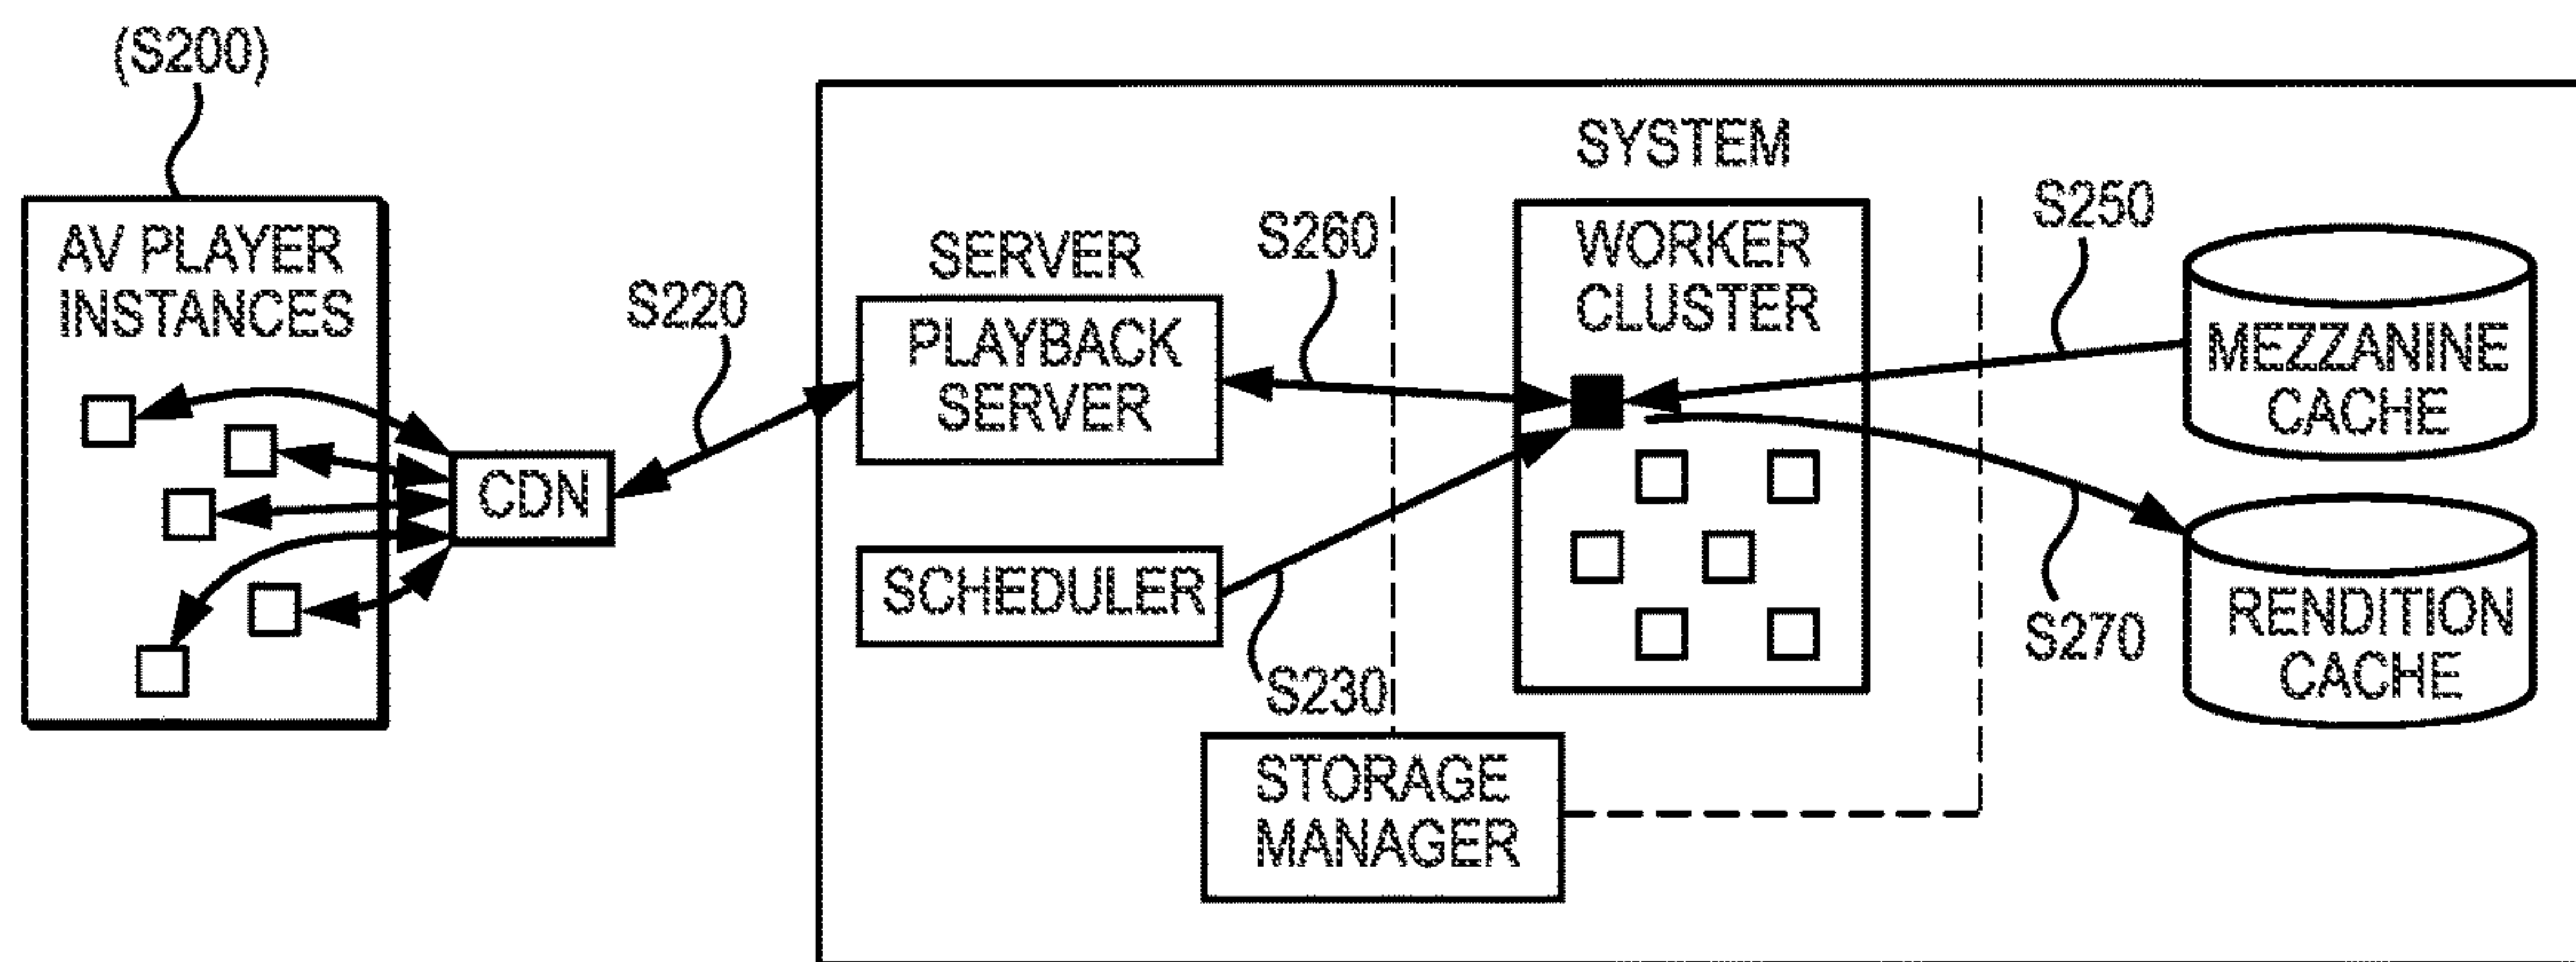 (S200)
AV PLAYER
INSTANCES
CDN
S220
SYSTEM
SERVER
PLAYBACK
SERVER
S260
SCHEDULER
S230
WORKER
CLUSTER
STORAGE
MANAGER
S250
MEZZANINE
CACHE
S270
RENDITION
CACHE